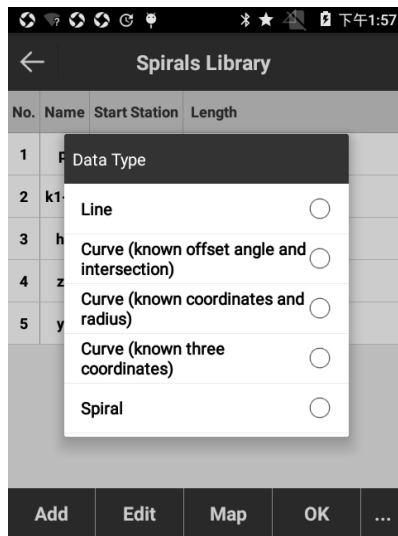 下午1:57
Spirals Library
No. Name Start Station Length
1 p
2 k1-
3 h
4 z
5 y
Data Type
Line
Curve (known offset angle and
intersection)
Curve (known coordinates and
radius)
Curve (known three
coordinates)
Spiral
Add Edit Map OK ...